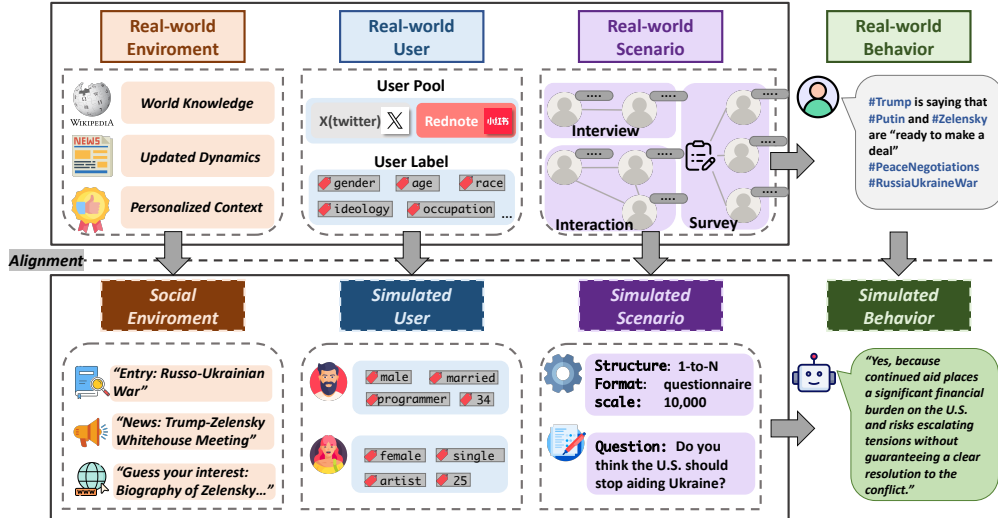 Real-world
Enviroment
Real-world
User
Real-world
Scenario
Real-world
Behavior
WIKIPEDIA
World Knowledge
NEWS
Updated Dynamics
Personalized Context
User Pool
X(twitter)
Rednote
小红书
User Label
gender
age
race
ideology
occupation
...
Interview
Interaction
Survey
#Trump is saying that
#Putin and #Zelensky
are “ready to make a
deal”
#PeaceNegotiations
#RussiaUkraineWar
Alignment
Social
Enviroment
Simulated
User
Simulated
Scenario
Simulated
Behavior
“Entry: Russo-Ukrainian
War”
“News: Trump-Zelensky
Whitehouse Meeting”
WWW
“Guess your interest:
Biography of Zelensky…”
male
married
programmer
34
female
single
artist
25
Structure: 1-to-N
Format: questionnaire
scale: 10,000
Question: Do you
think the U.S. should
stop aiding Ukraine?
“Yes, because
continued aid places
a significant financial
burden on the U.S.
and risks escalating
tensions without
guaranteeing a clear
resolution to the
conflict.”